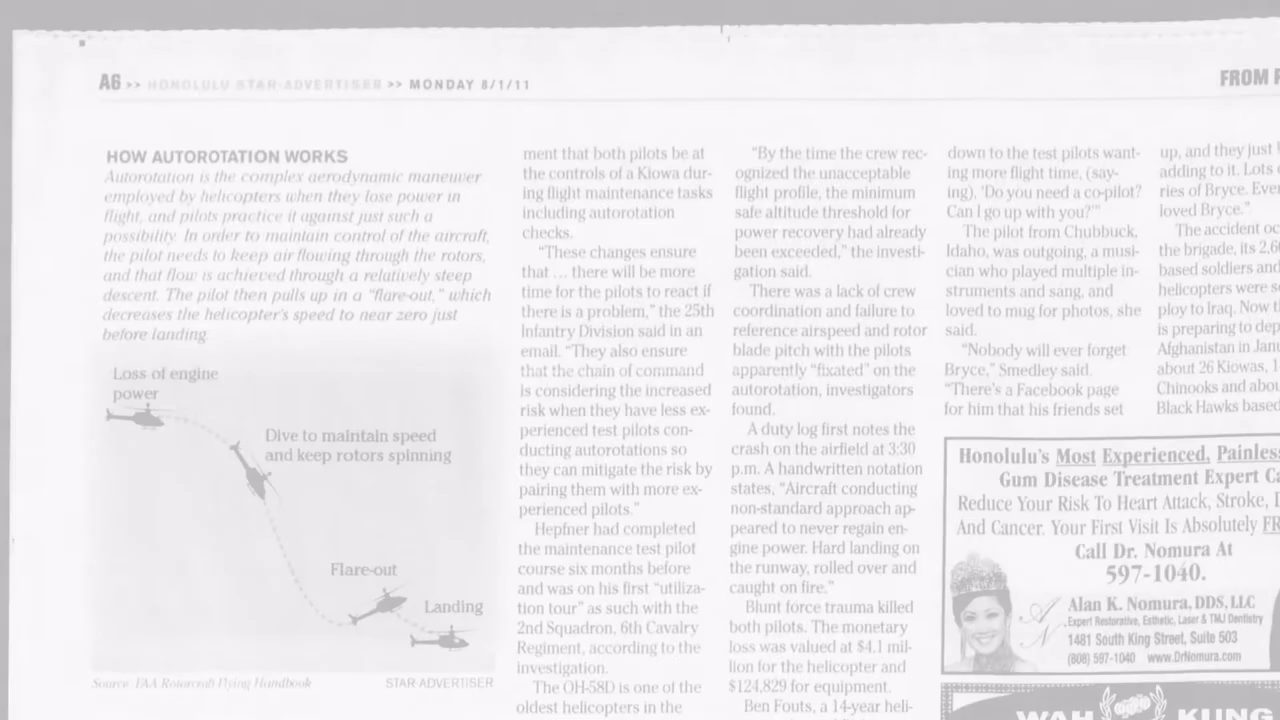 A6 >> HONOLULU STAR-ADVERTISER >> MONDAY 8/1/11
FROM
HOW AUTOROTATION WORKS
Autorotation is the complex aerodynamic maneuver
employed by helicopters when they lose power in
flight, and pilots practice it against just such a
possibility. In order to maintain control of the aircraft,
the pilot needs to keep air flowing through the rotors,
and that flow is achieved through a relatively steep
descent. The pilot then pulls up in a "flare-out," which
decreases the helicopter's speed to near zero just
before landing.
Loss of engine
power
Dive to maintain speed
and keep rotors spinning
Flare-out
Landing
Source: FAA Rotorcraft Flying Handbook
STAR-ADVERTISER
ment that both pilots be at
the controls of a Kiowa dur-
ing flight maintenance tasks
including autorotation
checks.
"These changes ensure
that ... there will be more
time for the pilots to react if
there is a problem," the 25th
Infantry Division said in an
email. "They also ensure
that the chain of command
is considering the increased
risk when they have less ex-
perienced test pilots con-
ducting autorotations so
they can mitigate the risk by
pairing them with more ex-
perienced pilots."
Hepfner had completed
the maintenance test pilot
course six months before
and was on his first "utiliza-
tion tour" as such with the
2nd Squadron, 6th Cavalry
Regiment, according to the
investigation.
The OH-58D is one of the
oldest helicopters in the
"By the time the crew rec-
ognized the unacceptable
flight profile, the minimum
safe altitude threshold for
power recovery had already
been exceeded," the investi-
gation said.
There was a lack of crew
coordination and failure to
reference airspeed and rotor
blade pitch with the pilots
apparently "fixated" on the
autorotation, investigators
found.
A duty log first notes the
crash on the airfield at 3:30
p.m. A handwritten notation
states, "Aircraft conducting
non-standard approach ap-
peared to never regain en-
gine power. Hard landing on
the runway, rolled over and
caught on fire."
Blunt force trauma killed
both pilots. The monetary
loss was valued at $4.1 mil-
lion for the helicopter and
$124,829 for equipment.
Ben Fouts, a 14-year heli-
down to the test pilots want-
ing more flight time, (say-
ing), 'Do you need a co-pilot?
Can I go up with you?'"
The pilot from Chubbuck,
Idaho, was outgoing, a musi-
cian who played multiple in-
struments and sang, and
loved to mug for photos, she
said.
"Nobody will ever forget
Bryce," Smedley said.
"There's a Facebook page
for him that his friends set
up, and they just
adding to it. Lots
ries of Bryce. Eve
loved Bryce."
The accident oc
the brigade, its 2,6
based soldiers and
helicopters were s
ploy to Iraq. Now
is preparing to dep
Afghanistan in Janu
about 26 Kiowas, 1
Chinooks and abo
Black Hawks based
Honolulu's Most Experienced, Painles
Gum Disease Treatment Expert Ca
Reduce Your Risk To Heart Attack, Stroke,
And Cancer. Your First Visit Is Absolutely FR
Call Dr. Nomura At
597-1040.
A
N
Alan K. Nomura, DDS, LLC
Expert Restorative, Esthetic, Laser & TMJ Dentistry
1481 South King Street, Suite 503
(808) 597-1040 www.DrNomura.com
WAH KUNG